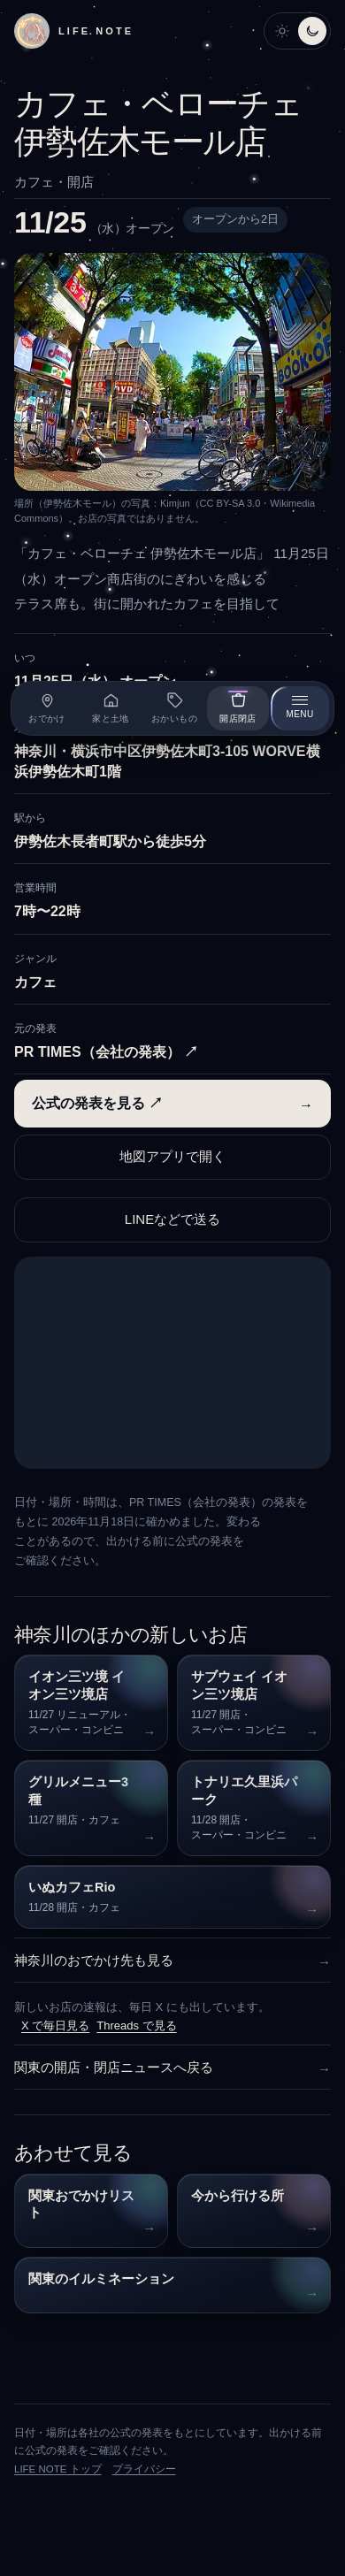 LIFE.NOTE
カフェ・ベローチェ
伊勢佐木モール店
カフェ・開店
11/25（水）オープン オープンから2日
DVD
BOOK・OF
場所（伊勢佐木モール）の写真：Kimjun（CC BY-SA 3.0・Wikimedia
Commons）。お店の写真ではありません。
「カフェ・ベローチェ 伊勢佐木モール店」 11月25日
（水）オープン商店街のにぎわいを感じる
テラス席も。街に開かれたカフェを目指して
いつ
11月25日（水）オープン
おでかけ 家と土地 おかいもの 開店閉店 MENU
神奈川・横浜市中区伊勢佐木町3-105 WORVE横
浜伊勢佐木町1階
駅から
伊勢佐木長者町駅から徒歩5分
営業時間
7時〜22時
ジャンル
カフェ
元の発表
PR TIMES（会社の発表） ↗
公式の発表を見る ↗ →
地図アプリで開く
LINEなどで送る
日付・場所・時間は、PR TIMES（会社の発表）の発表を
もとに 2026年11月18日に確かめました。変わる
ことがあるので、出かける前に公式の発表を
ご確認ください。
神奈川のほかの新しいお店
イオン三ツ境 イ
オン三ツ境店
11/27 リニューアル・
スーパー・コンビニ →
サブウェイ イオ
ン三ツ境店
11/27 開店・
スーパー・コンビニ →
グリルメニュー3
種
11/27 開店・カフェ →
トナリエ久里浜パ
ーク
11/28 開店・
スーパー・コンビニ →
いぬカフェRio
11/28 開店・カフェ →
神奈川のおでかけ先も見る →
新しいお店の速報は、毎日 X にも出しています。
X で毎日見る Threads で見る
関東の開店・閉店ニュースへ戻る →
あわせて見る
関東おでかけリス
ト →
今から行ける所 →
関東のイルミネーション →
日付・場所は各社の公式の発表をもとにしています。出かける前
に公式の発表をご確認ください。
LIFE NOTE トップ プライバシー